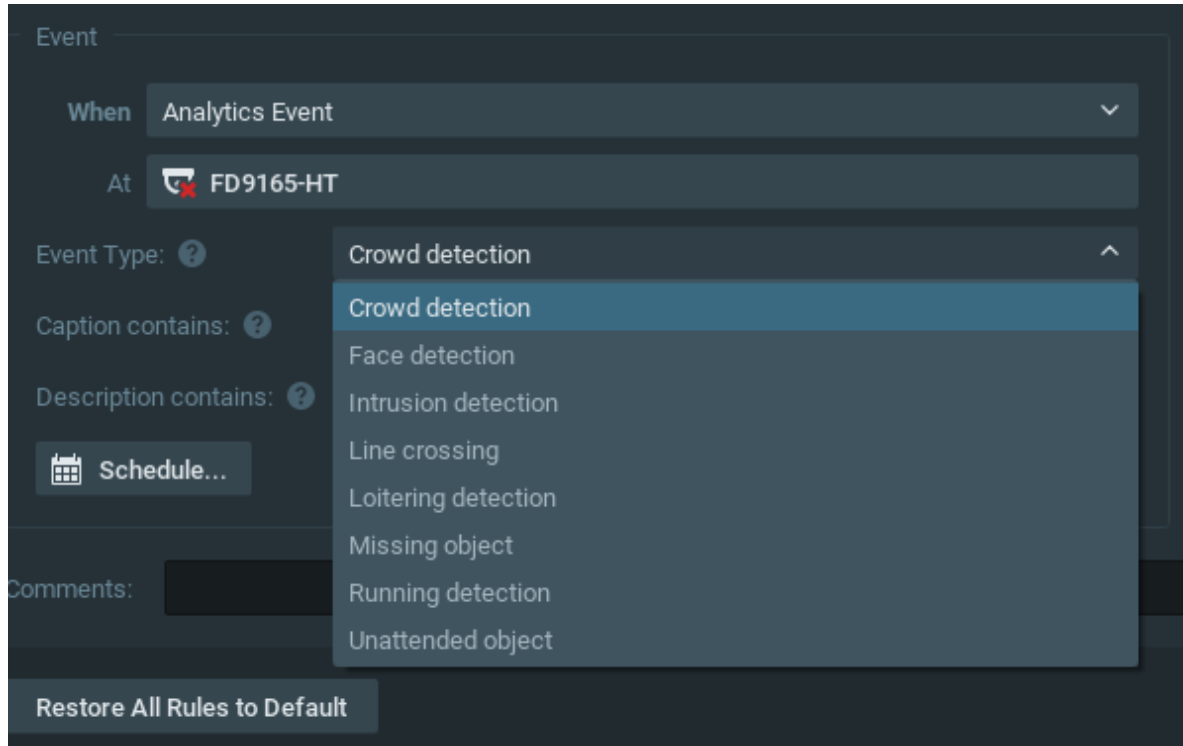 Event
When Analytics Event
At FD9165-HT
Event Type: ? Crowd detection
Crowd detection
Face detection
Caption contains: ?
Intrusion detection
Description contains: ?
Line crossing
Schedule...
Loitering detection
Missing object
Comments:
Running detection
Unattended object
Restore All Rules to Default